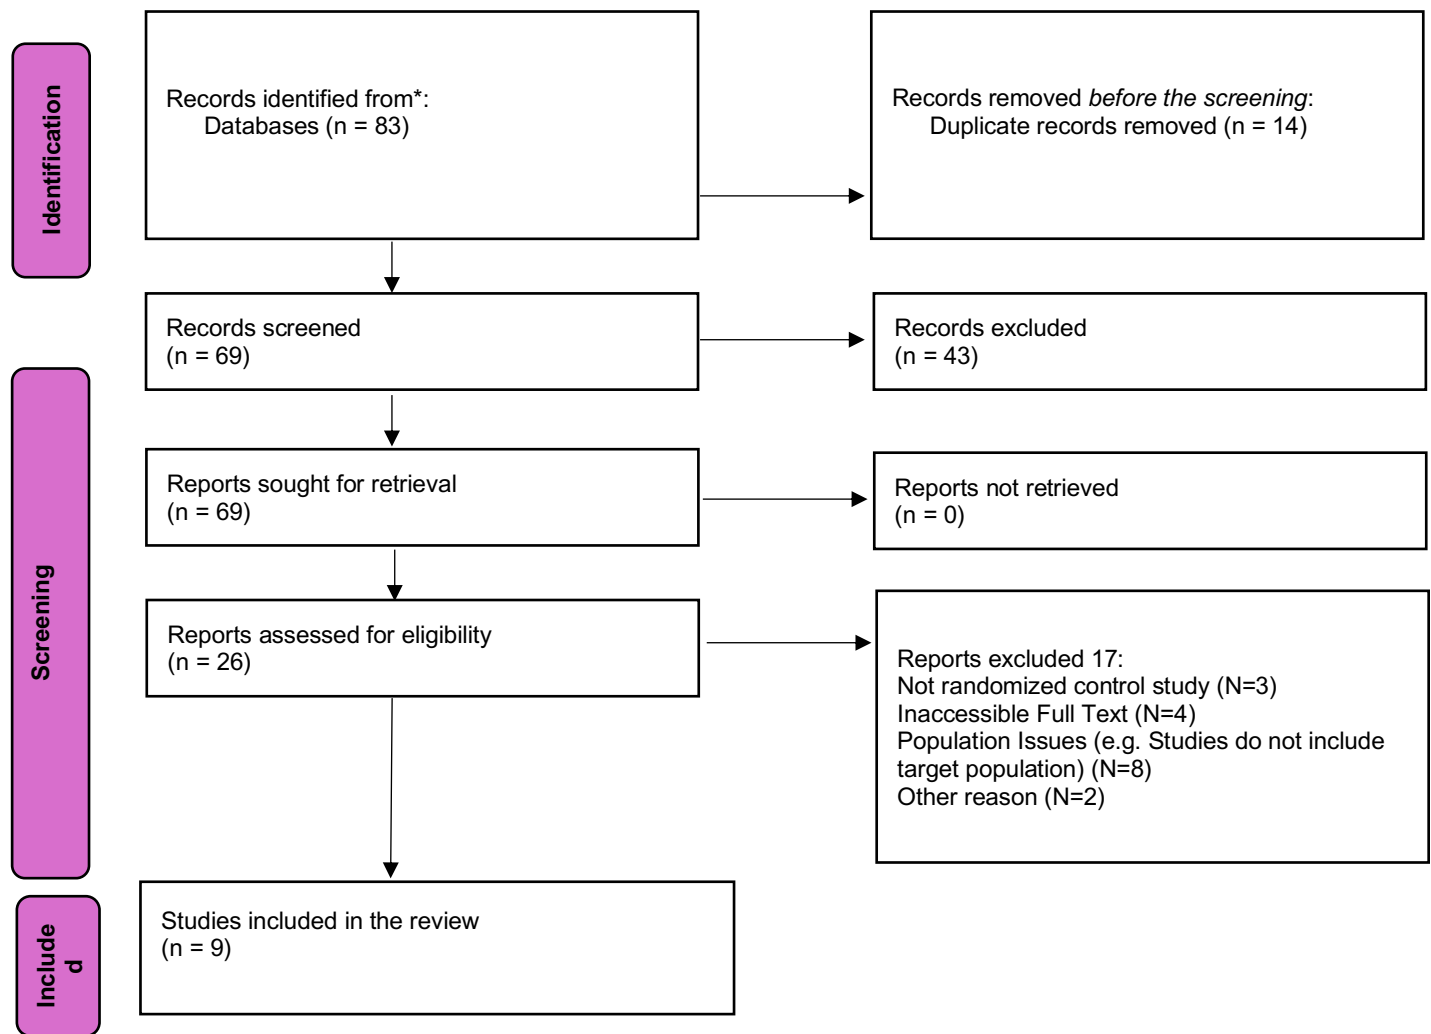 Identification
Records identified from*:
Databases (n = 83)
Records removed before the screening:
Duplicate records removed (n = 14)
Screening
Records screened
(n = 69)
Records excluded
(n = 43)
Reports sought for retrieval
(n = 69)
Reports not retrieved
(n = 0)
Reports assessed for eligibility
(n = 26)
Reports excluded 17:
Not randomized control study (N=3)
Inaccessible Full Text (N=4)
Population Issues (e.g. Studies do not include
target population) (N=8)
Other reason (N=2)
Include
d
Studies included in the review
(n = 9)